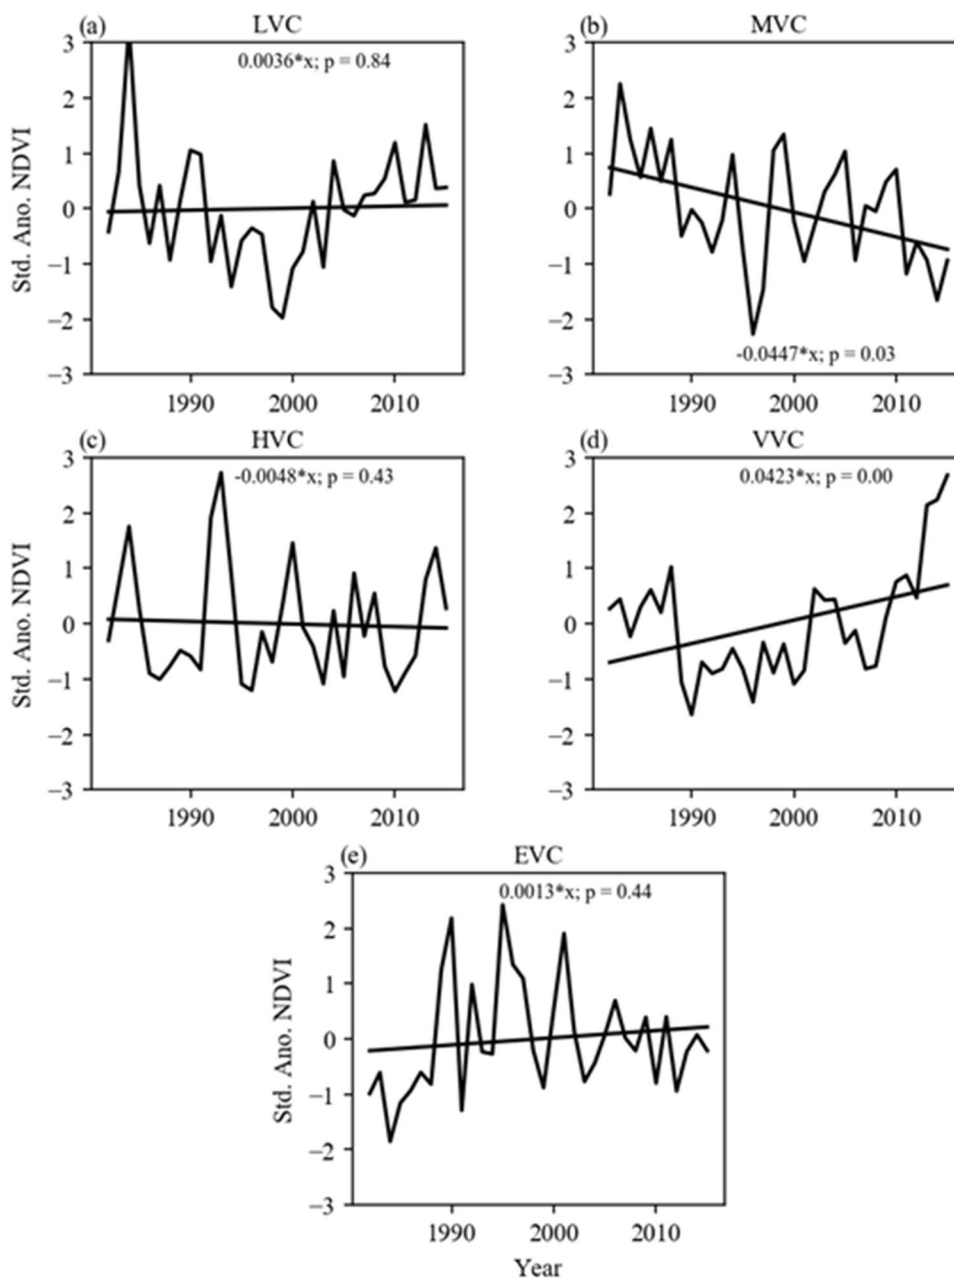 (a) LVC
3
2
1
0
−1
−2
−3
Std. Ano. NDVI
0.0036*x; p = 0.84
1990 2000 2010
(b) MVC
3
2
1
0
−1
−2
−3
-0.0447*x; p = 0.03
1990 2000 2010
(c) HVC
3
2
1
0
−1
−2
−3
Std. Ano. NDVI
-0.0048*x; p = 0.43
1990 2000 2010
(d) VVC
3
2
1
0
−1
−2
−3
0.0423*x; p = 0.00
1990 2000 2010
(e) EVC
3
2
1
0
−1
−2
−3
Std. Ano. NDVI
0.0013*x; p = 0.44
1990 2000 2010
Year